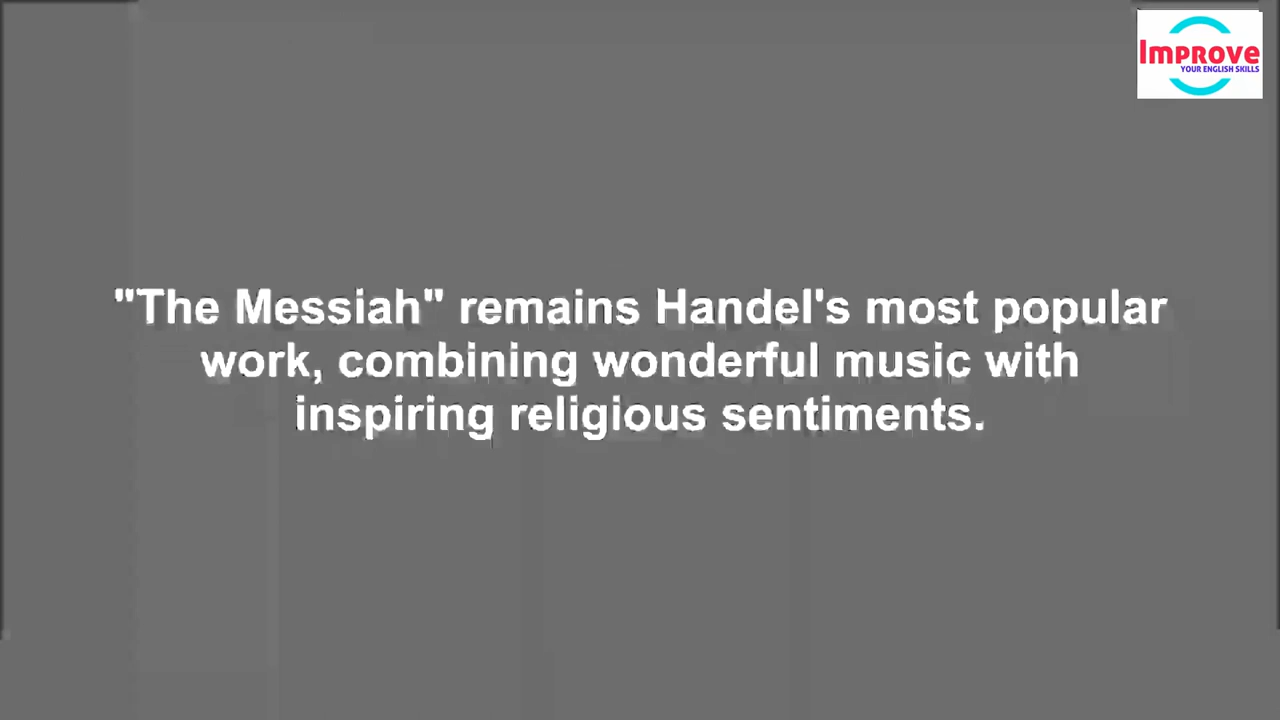 Improve
YOUR ENGLISH SKILLS
"The Messiah" remains Handel's most popular
work, combining wonderful music with
inspiring religious sentiments.